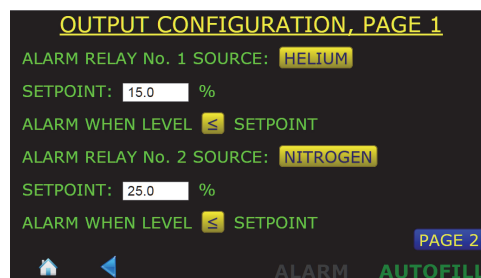 OUTPUT CONFIGURATION, PAGE 1
ALARM RELAY No. 1 SOURCE: HELIUM
SETPOINT: 15.0 %
ALARM WHEN LEVEL ≤ SETPOINT
ALARM RELAY No. 2 SOURCE: NITROGEN
SETPOINT: 25.0 %
ALARM WHEN LEVEL ≤ SETPOINT
PAGE 2
ALARM AUTOFILL